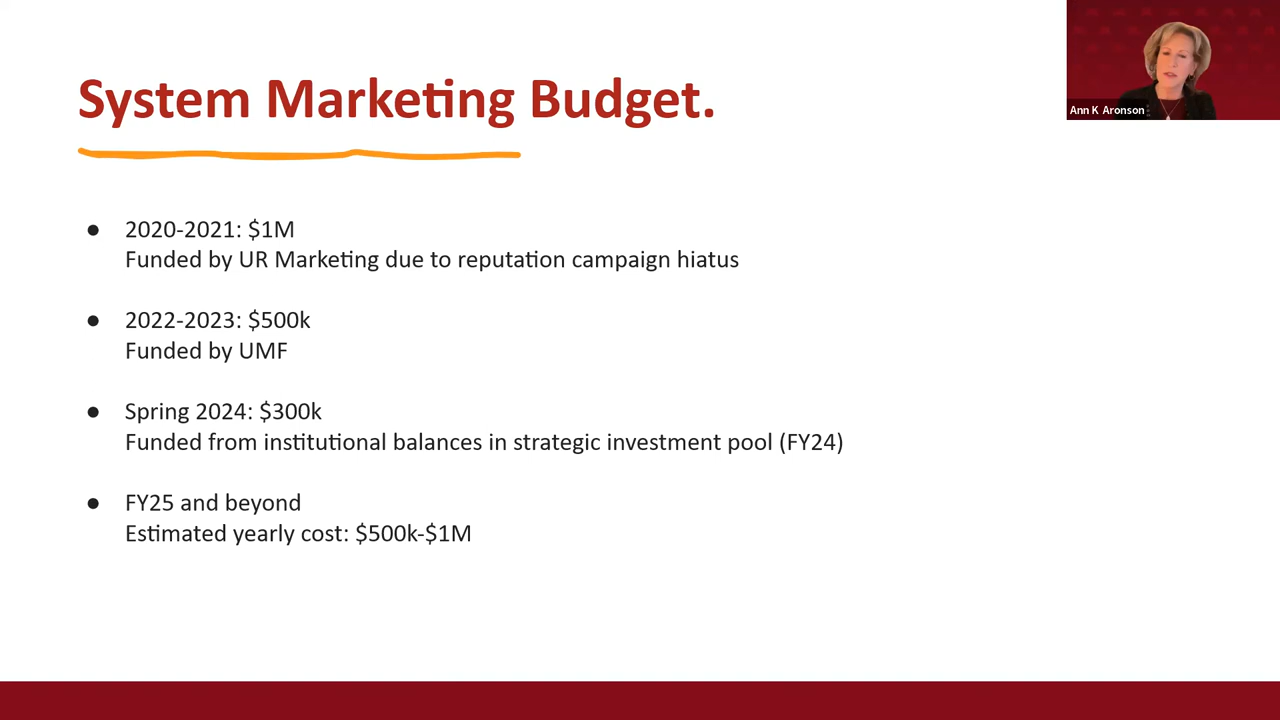 System Marketing Budget.
Ann K Aronson
● 2020-2021: $1M
Funded by UR Marketing due to reputation campaign hiatus
● 2022-2023: $500k
Funded by UMF
● Spring 2024: $300k
Funded from institutional balances in strategic investment pool (FY24)
● FY25 and beyond
Estimated yearly cost: $500k-$1M